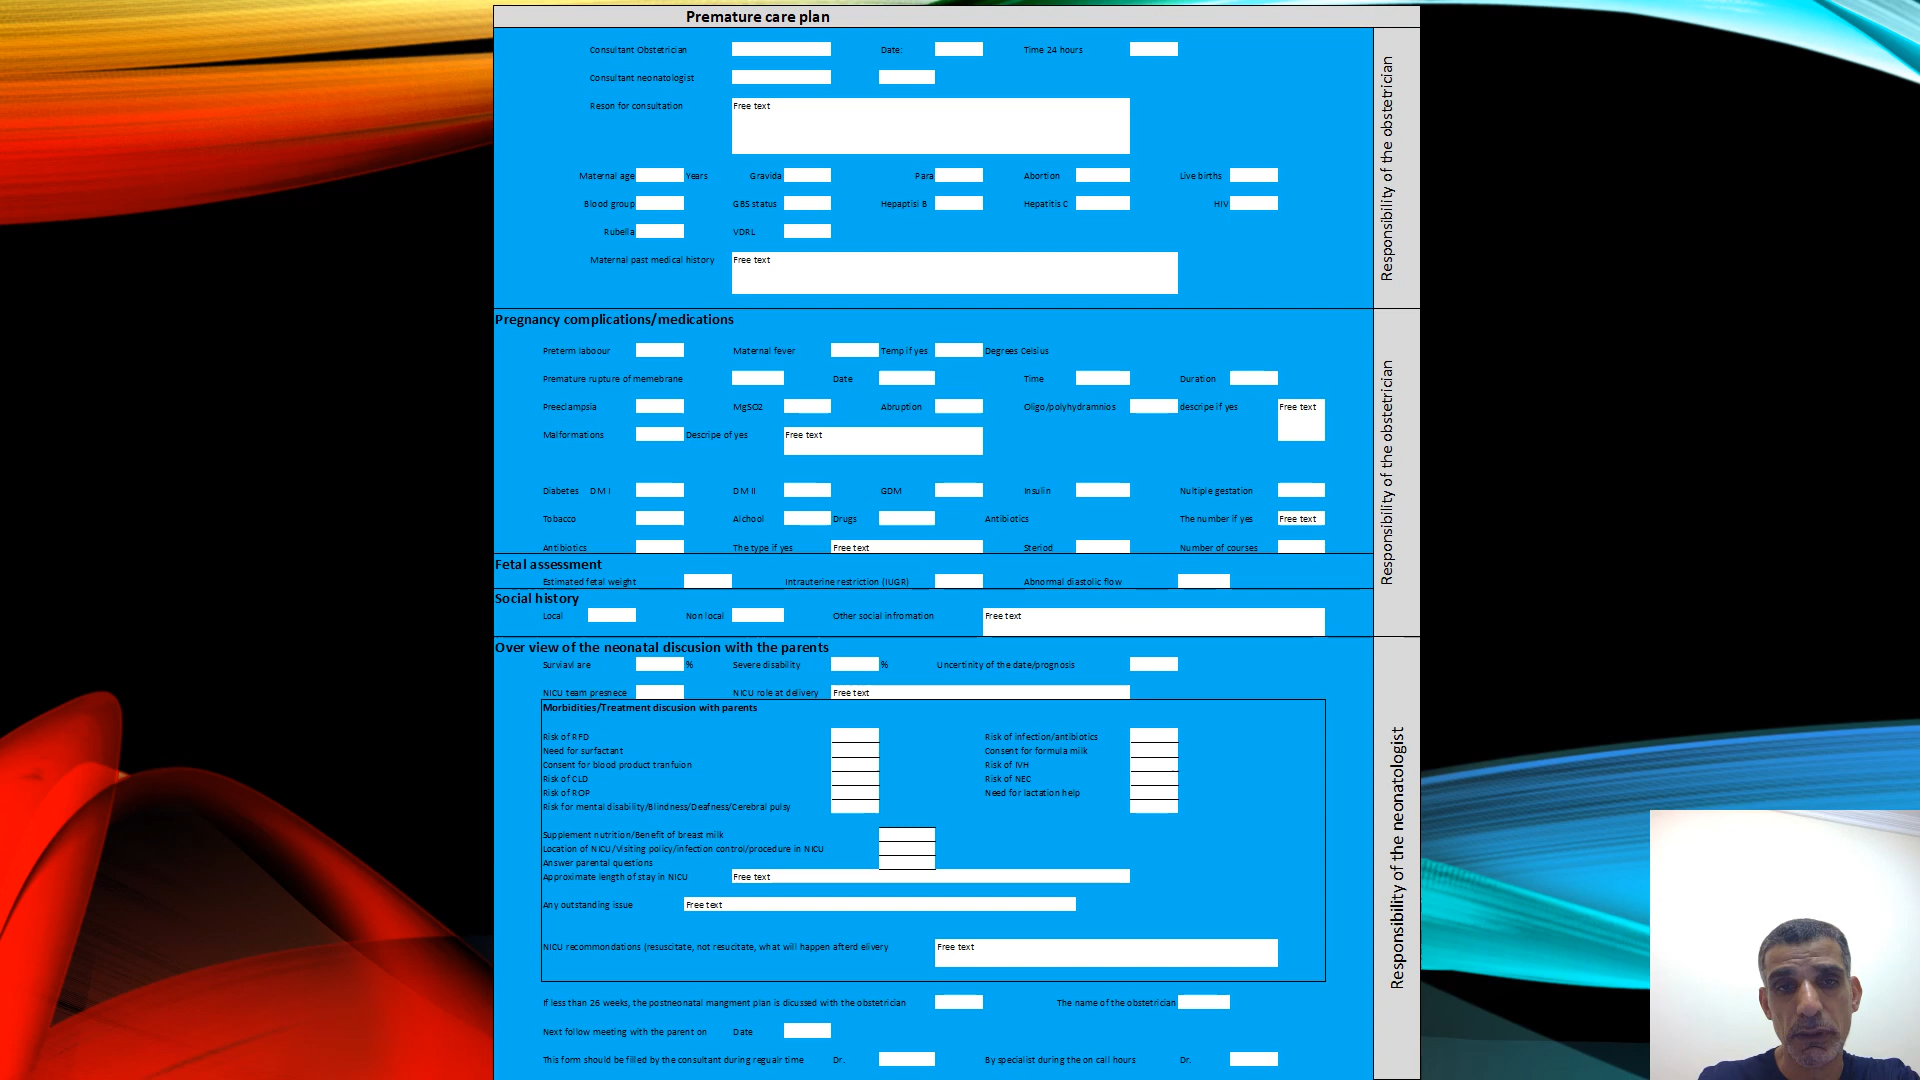 Premature care plan
Consultant Obstetrician Date: Time 24 hours
Consultant neonatologist
Reson for consultation Free text
Maternal age Years Gravida Para Abortion Live births
Blood group GBS status Hepaptisi B Hepatitis C HIV
Rubella VDRL
Maternal past medical history Free text
Responsibility of the obstetrician
Pregnancy complications/medications
Preterm laboour Maternal fever Temp if yes Degrees Celsius
Premature rupture of memebrane Date Time Duration
Preeclampsia MgSO2 Abruption Oligo/polyhydramnios descripe if yes Free text
Malformations Descripe of yes Free text
Diabetes DM I DM II GDM Insulin Nultiple gestation
Tobacco Alchool Drugs Antibiotics The number if yes Free text
Antibiotics The type if yes Free text Steriod Number of courses
Fetal assessment
Estimated fetal weight Intrauterine restriction (IUGR) Abnormal diastolic flow
Social history
Local Non local Other social infromation Free text
Responsibility of the obstetrician
Over view of the neonatal discusion with the parents
Surviavl are % Severe disability % Uncertinity of the date/prognosis
NICU team presnece NICU role at delivery Free text
Morbidities/Treatment discusion with parents
Risk of RFD Risk of infection/antibiotics
Need for surfactant Consent for formula milk
Consent for blood product tranfuion Risk of IVH
Risk of CLD Risk of NEC
Risk of ROP Need for lactation help
Risk for mental disability/Blindness/Deafness/Cerebral pulsy
Supplement nutrition/Benefit of breast milk
Location of NICU/Visiting policy/infection control/procedure in NICU
Answer parental questions
Approximate length of stay in NICU Free text
Any outstanding issue Free text
NICU recommondations (resuscitate, not resucitate, what will happen afterd elivery Free text
If less than 26 weeks, the postneonatal mangment plan is dicussed with the obstetrician The name of the obstetrician
Next follow meeting with the parent on Date
This form should be filled by the consultant during regualr time Dr. By specialist during the on call hours Dr.
Responsibility of the neonatologist